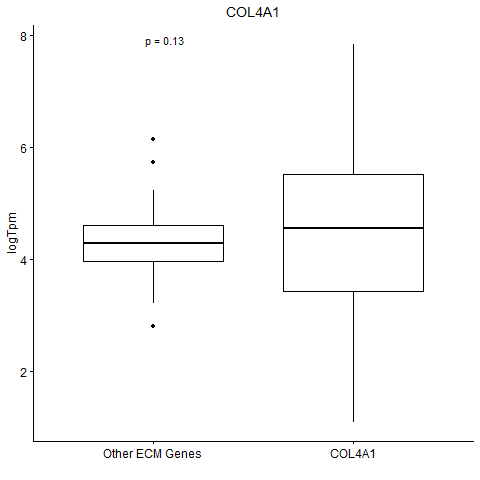 COL4A1
p = 0.13
8
6
4
2
logTpm
Other ECM Genes
COL4A1